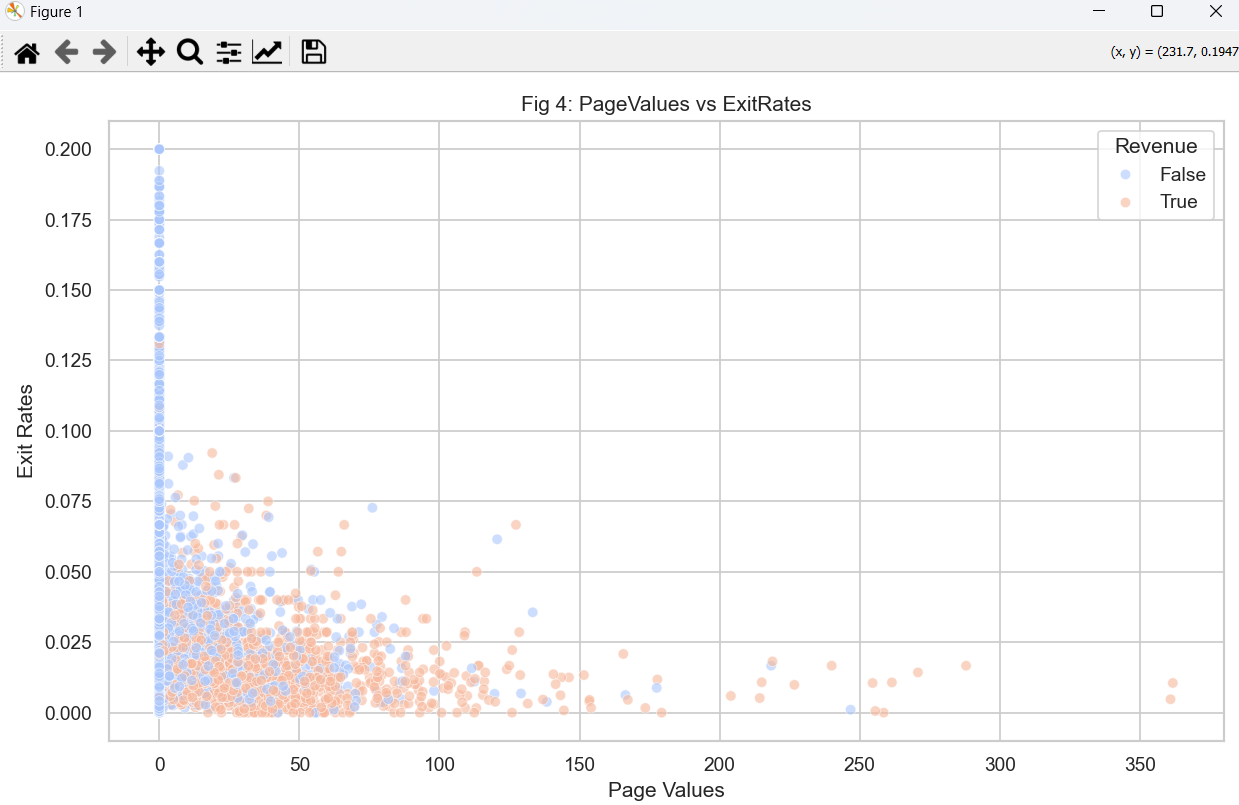 Figure 1
(x, y) = (231.7, 0.1947
Fig 4: PageValues vs ExitRates
Revenue
False
True
Exit Rates
0.200
0.175
0.150
0.125
0.100
0.075
0.050
0.025
0.000
0 50 100 150 200 250 300 350
Page Values